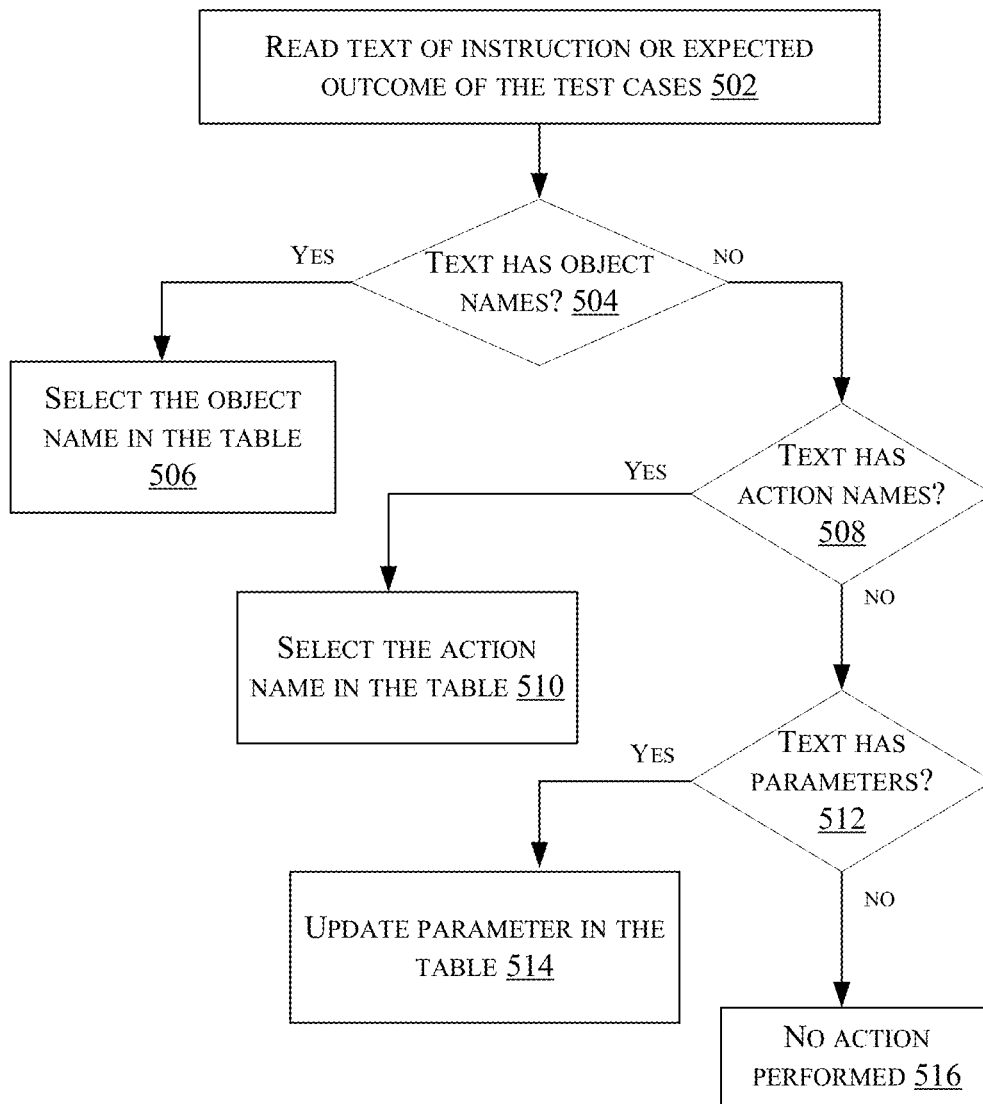 READ TEXT OF INSTRUCTION OR EXPECTED
OUTCOME OF THE TEST CASES 502
YES
NO
TEXT HAS OBJECT
NAMES? 504
SELECT THE OBJECT
NAME IN THE TABLE
506
YES
TEXT HAS
ACTION NAMES?
508
NO
SELECT THE ACTION
NAME IN THE TABLE 510
YES
TEXT HAS
PARAMETERS?
512
NO
UPDATE PARAMETER IN THE
TABLE 514
NO ACTION
PERFORMED 516